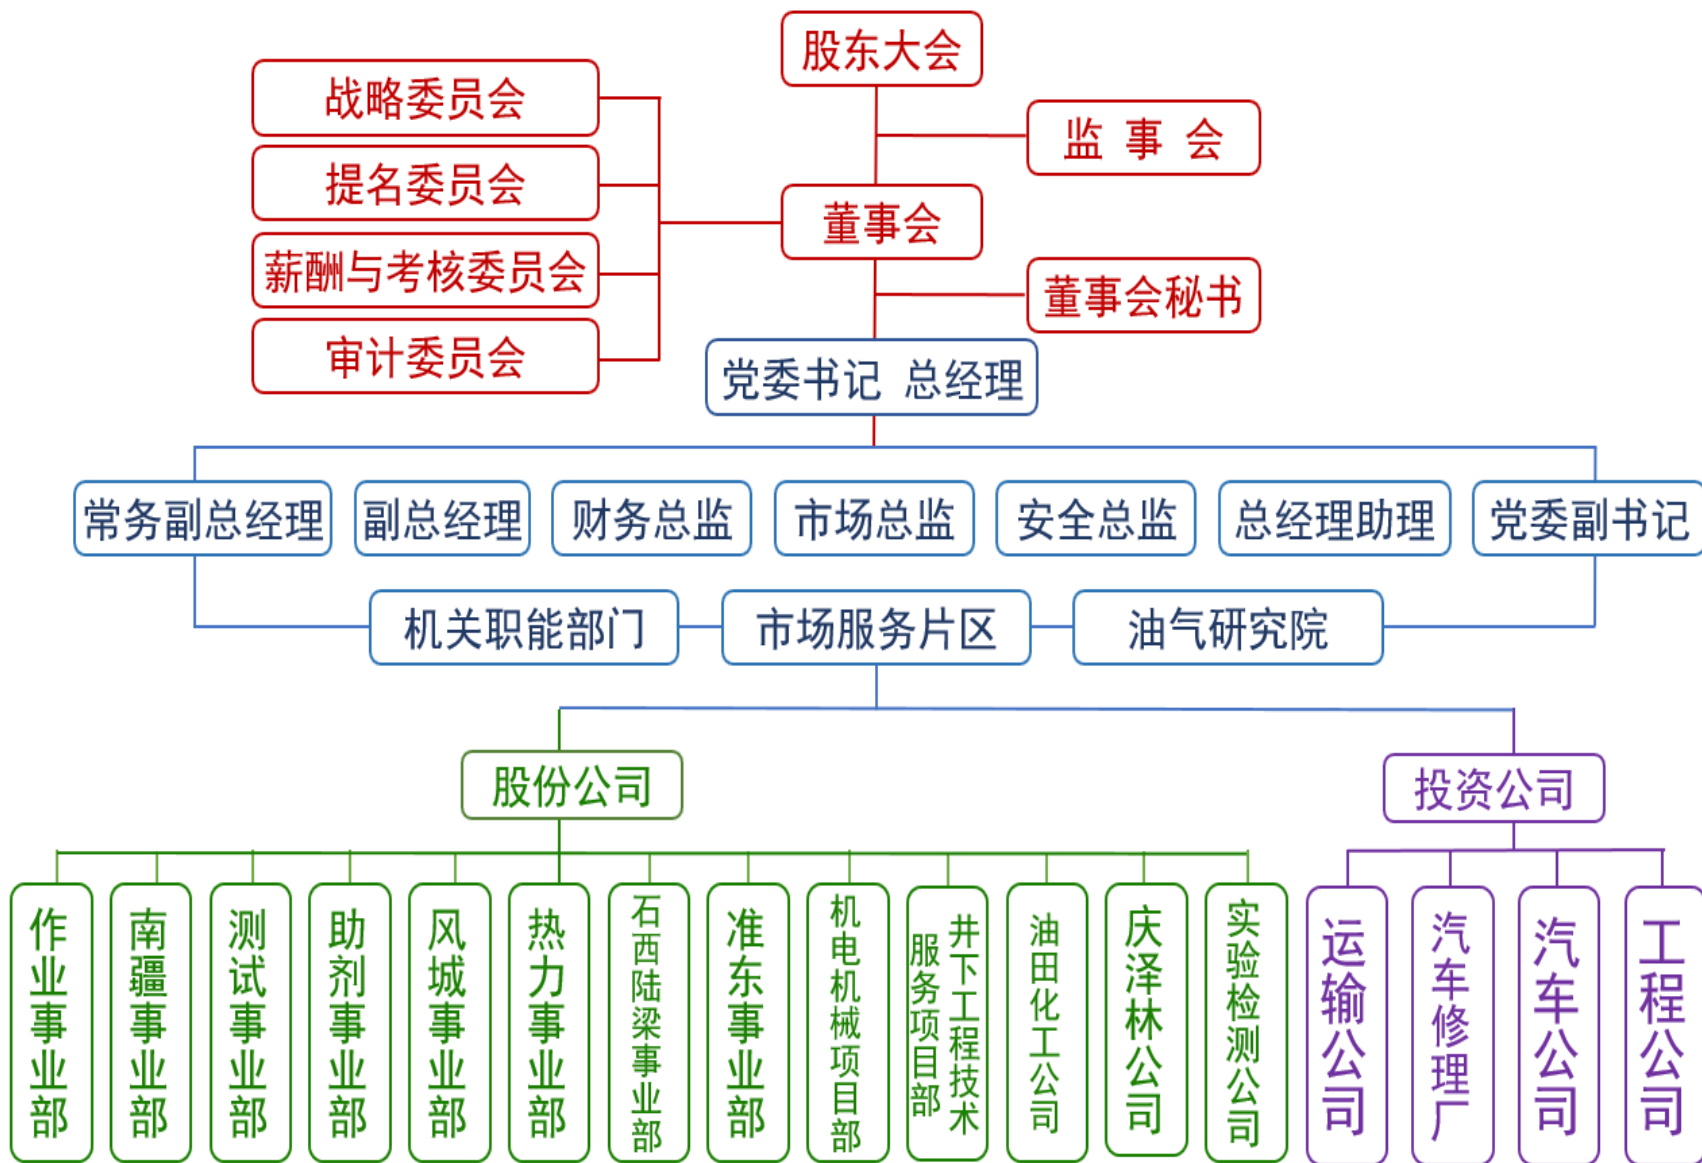 股东大会
战略委员会
监 事 会
提名委员会
董事会
薪酬与考核委员会
董事会秘书
审计委员会
党委书记 总经理
常务副总经理
副总经理
财务总监
市场总监
安全总监
总经理助理
党委副书记
机关职能部门
市场服务片区
油气研究院
股份公司
投资公司
作业事业部
南疆事业部
测试事业部
助剂事业部
风城事业部
热力事业部
石西陆梁事业部
准东事业部
机电机械项目部
井下工程技术
服务项目部
油田化工公司
庆泽林公司
实验检测公司
运输公司
汽车修理厂
汽车公司
工程公司